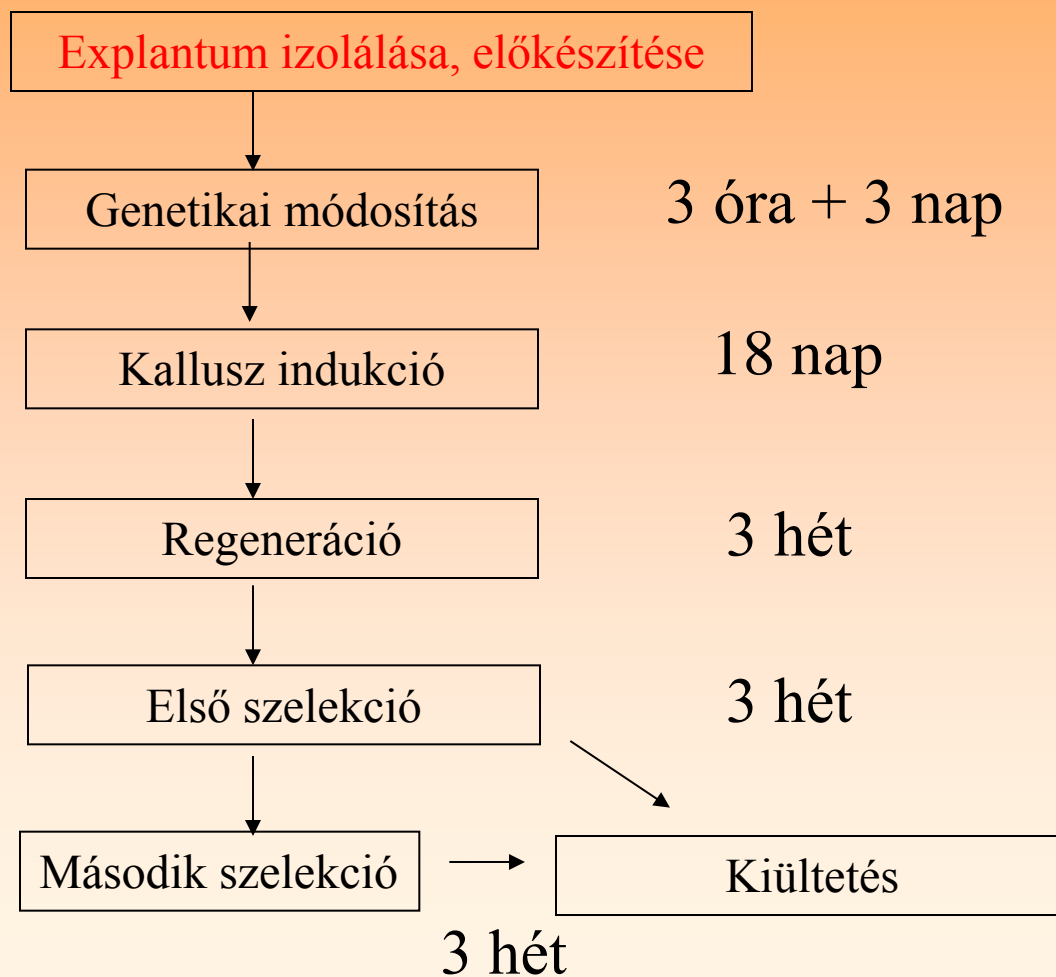 Explantum izolálása, előkészítése
Genetikai módosítás
3 óra + 3 nap
Kallusz indukció
18 nap
Regeneráció
3 hét
Első szelekció
3 hét
Második szelekció
Kiültetés
3 hét